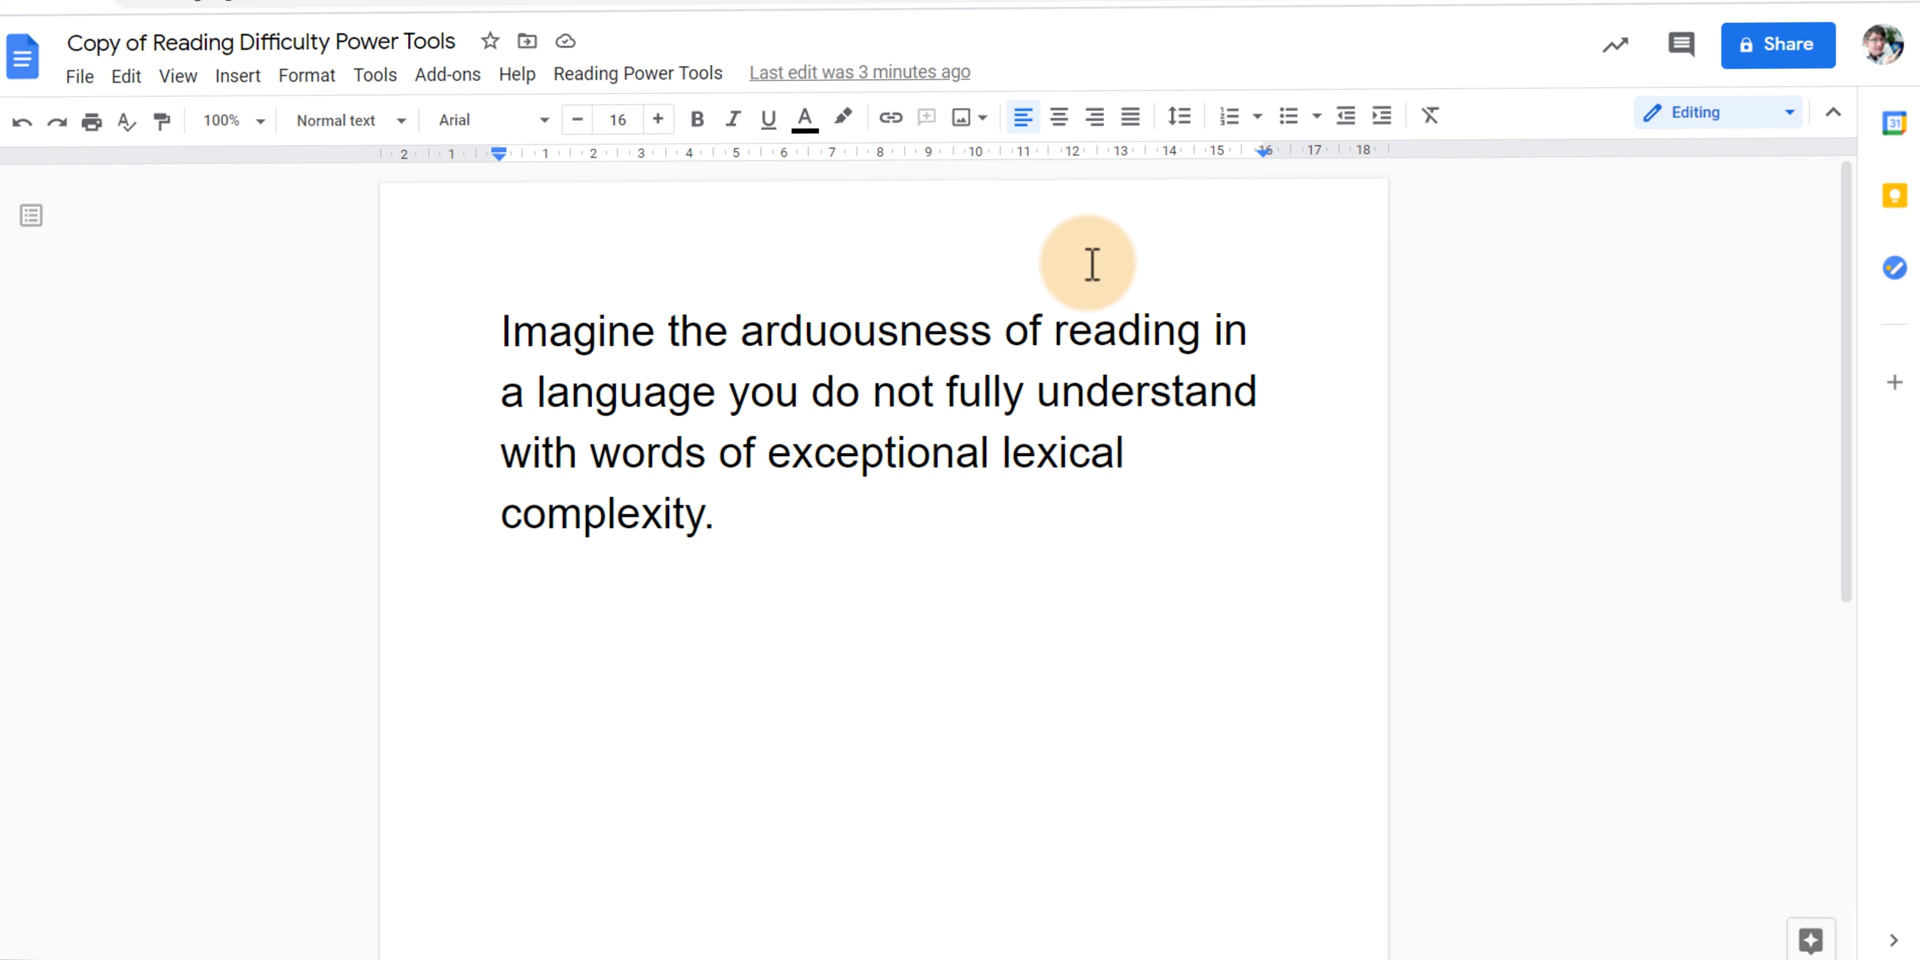 Copy of Reading Difficulty Power Tools
File Edit View Insert Format Tools Add-ons Help Reading Power Tools Last edit was 3 minutes ago
Share
100% Normal text Arial 16 Editing
2 1 1 2 3 4 5 6 7 8 9 10 11 12 13 14 15 16 17 18
31
Imagine the arduousness of reading in
a language you do not fully understand
with words of exceptional lexical
complexity.